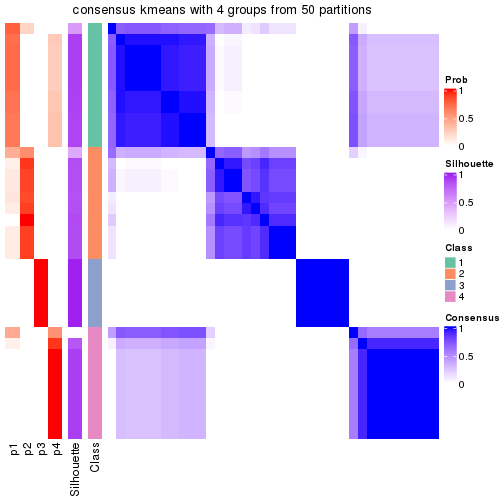 consensus kmeans with 4 groups from 50 partitions
Prob
1
0.5
0
Silhouette
1
0.5
0
Class
1
2
3
4
Consensus
1
0.5
0
p1
p2
p3
p4
Silhouette
Class